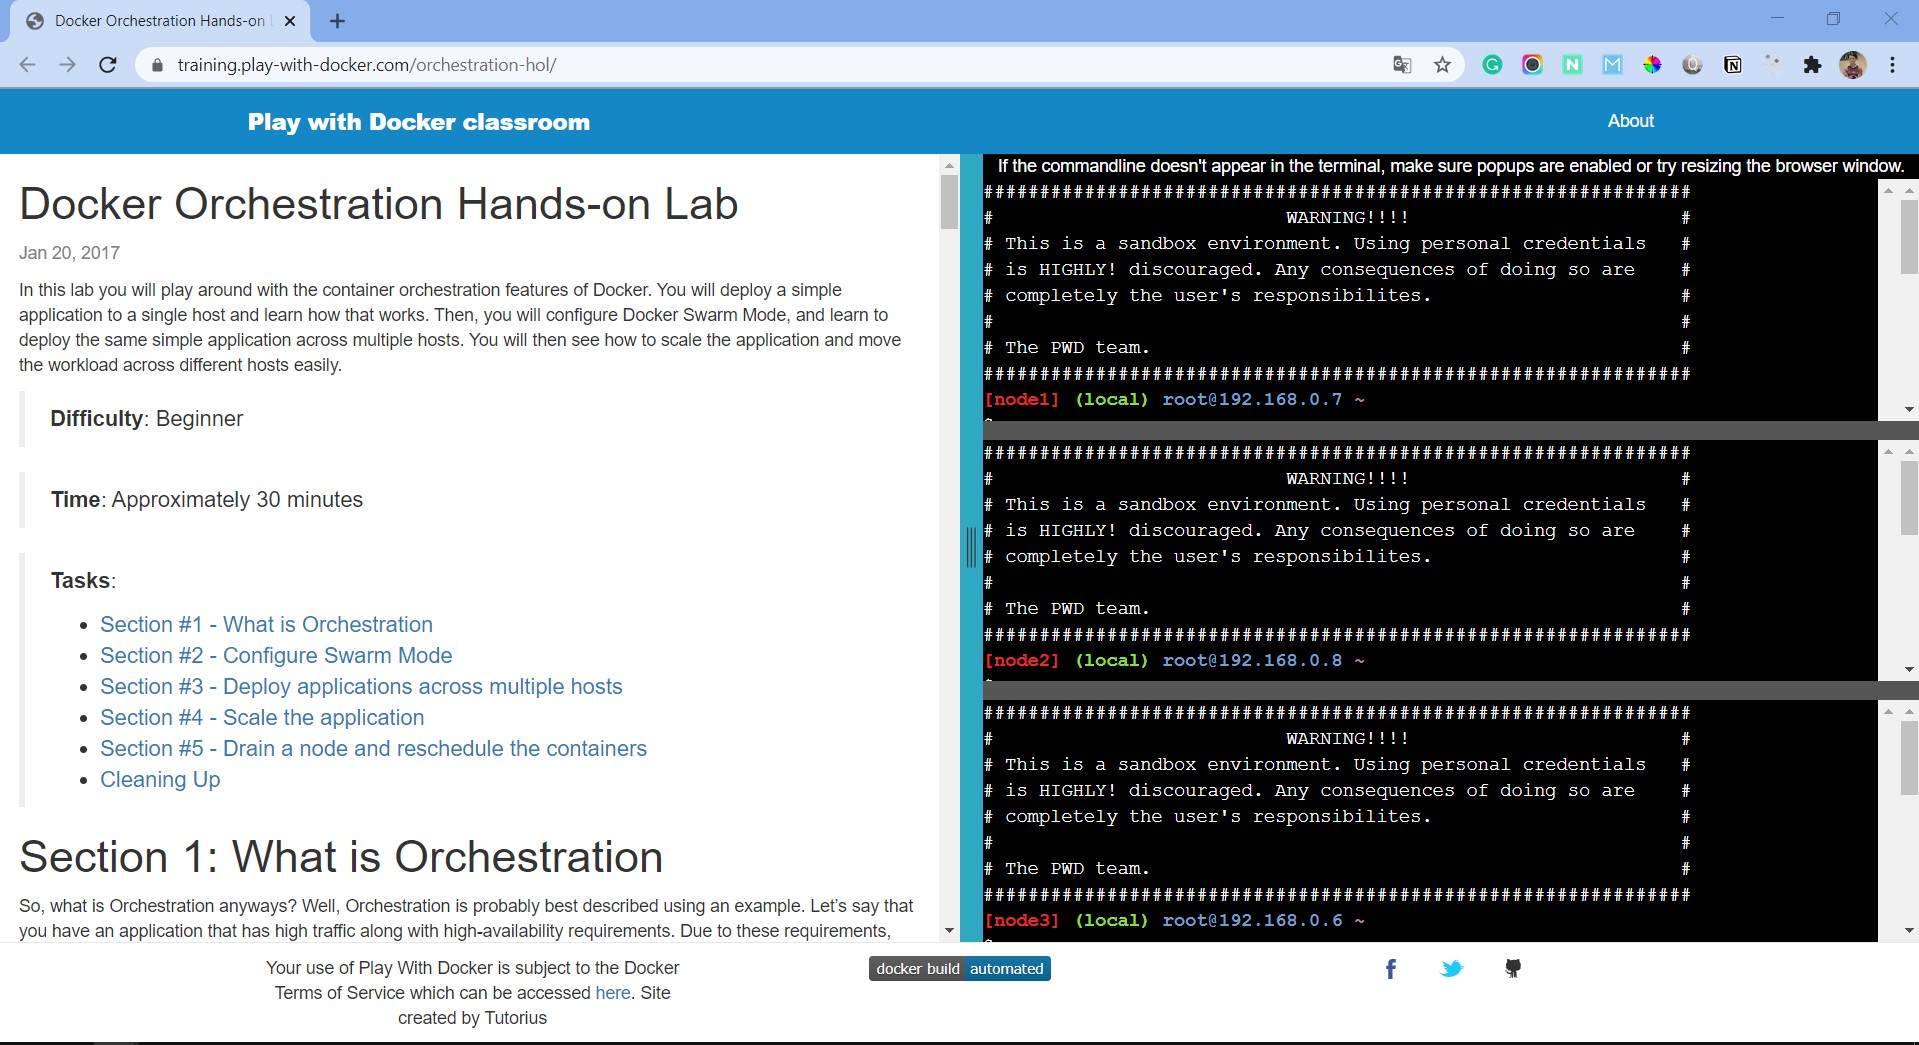 Docker Orchestration Hands-on
training.play-with-docker.com/orchestration-hol/
Play with Docker classroom
About
Docker Orchestration Hands-on Lab
Jan 20, 2017
In this lab you will play around with the container orchestration features of Docker. You will deploy a simple
application to a single host and learn how that works. Then, you will configure Docker Swarm Mode, and learn to
deploy the same simple application across multiple hosts. You will then see how to scale the application and move
the workload across different hosts easily.
Difficulty: Beginner
Time: Approximately 30 minutes
Tasks:
• Section #1 - What is Orchestration
• Section #2 - Configure Swarm Mode
• Section #3 - Deploy applications across multiple hosts
• Section #4 - Scale the application
• Section #5 - Drain a node and reschedule the containers
• Cleaning Up
Section 1: What is Orchestration
So, what is Orchestration anyways? Well, Orchestration is probably best described using an example. Let’s say that
you have an application that has high traffic along with high-availability requirements. Due to these requirements,
If the commandline doesn't appear in the terminal, make sure popups are enabled or try resizing the browser window.
###############################################################
# WARNING!!!! #
# This is a sandbox environment. Using personal credentials #
# is HIGHLY! discouraged. Any consequences of doing so are #
# completely the user's responsibilites. #
# #
# The PWD team. #
###############################################################
[node1] (local) root@192.168.0.7 ~
###############################################################
# WARNING!!!! #
# This is a sandbox environment. Using personal credentials #
# is HIGHLY! discouraged. Any consequences of doing so are #
# completely the user's responsibilites. #
# #
# The PWD team. #
###############################################################
[node2] (local) root@192.168.0.8 ~
###############################################################
# WARNING!!!! #
# This is a sandbox environment. Using personal credentials #
# is HIGHLY! discouraged. Any consequences of doing so are #
# completely the user's responsibilites. #
# #
# The PWD team. #
###############################################################
[node3] (local) root@192.168.0.6 ~
Your use of Play With Docker is subject to the Docker
Terms of Service which can be accessed here. Site
created by Tutorius
docker build automated